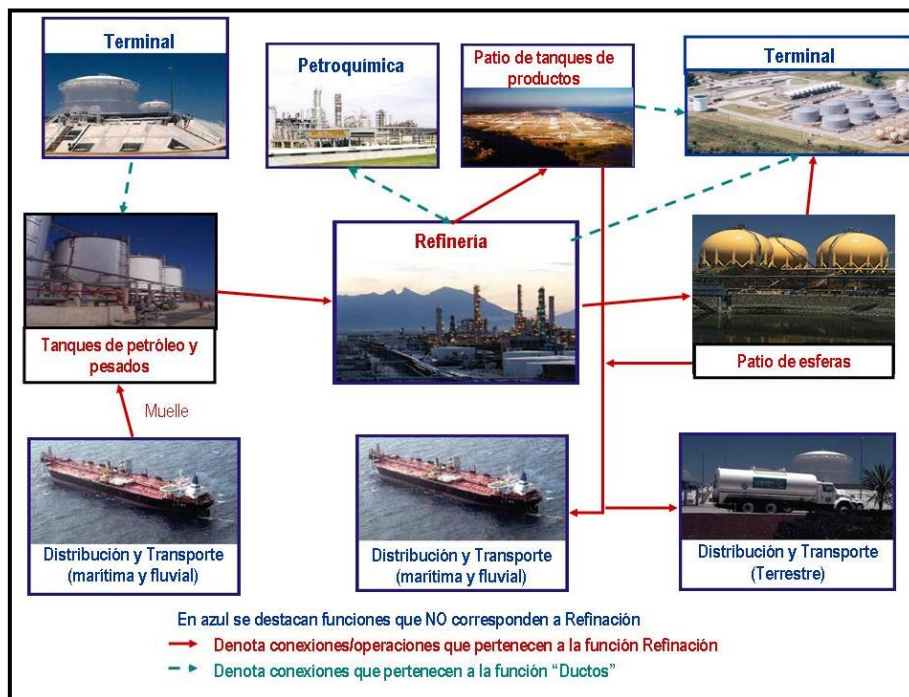 Terminal
Petroquímica
Patio de tanques de
productos
Terminal
Refinería
Tanques de petróleo y
pesados
Patio de esferas
Muelle
Distribución y Transporte
(marítima y fluvial)
Distribución y Transporte
(marítima y fluvial)
Distribución y Transporte
(Terrestre)
En azul se destacan funciones que NO corresponden a Refinación
Denota conexiones/operaciones que pertenecen a la función Refinación
Denota conexiones que pertenecen a la función “Ductos”